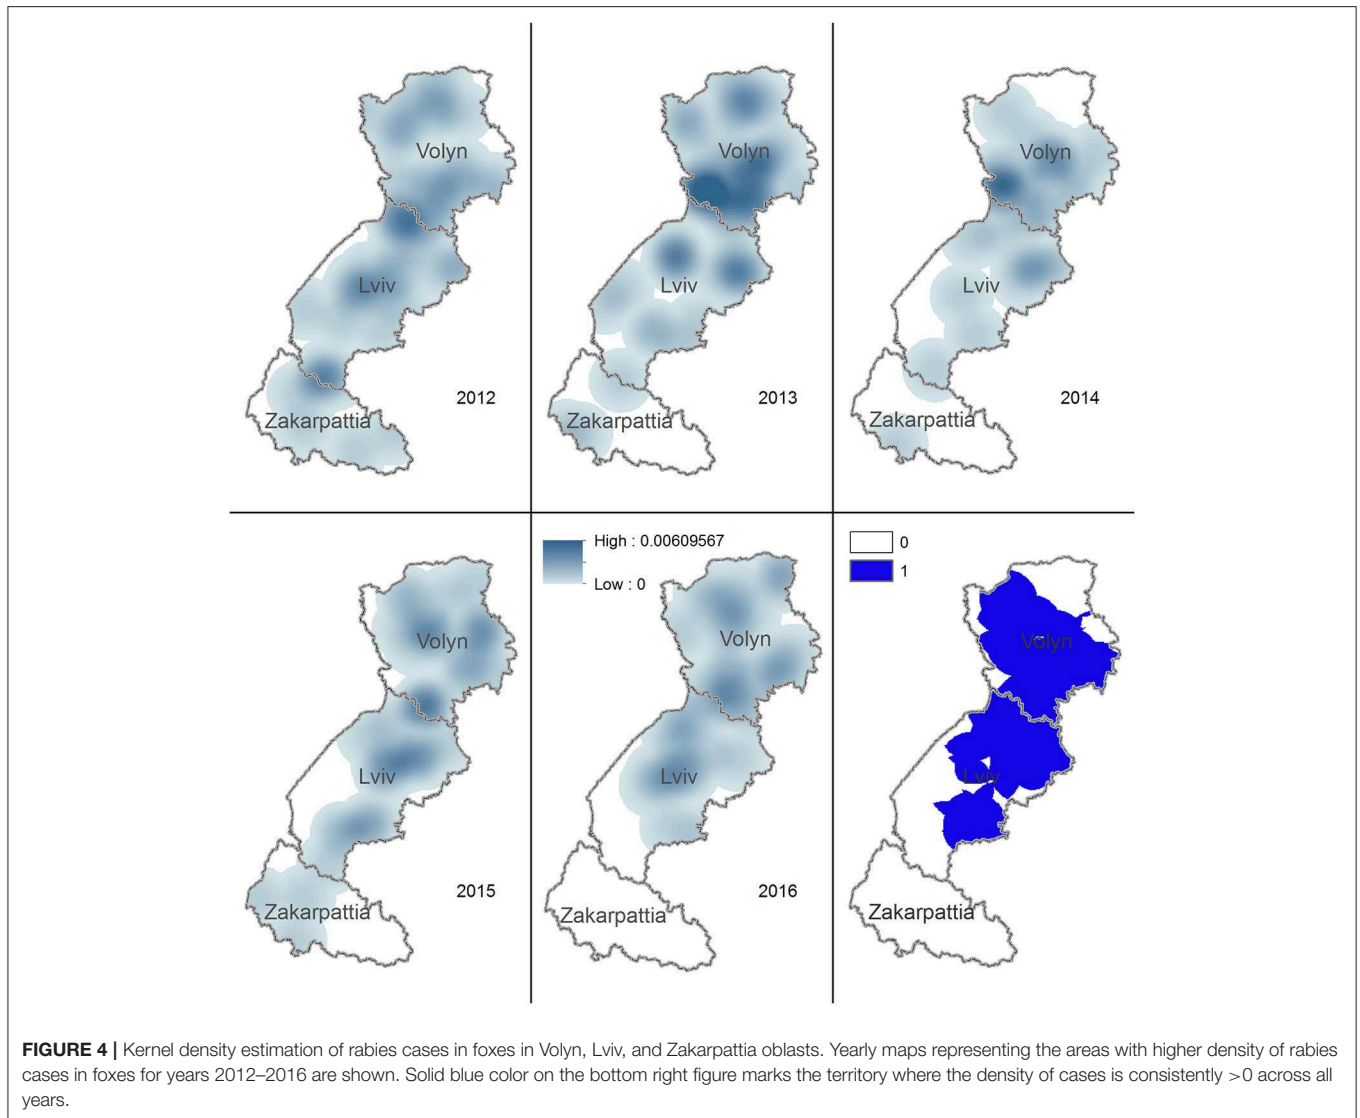 Volyn
Lviv
Zakarpattia
2012
Volyn
Lviv
Zakarpattia
2013
Volyn
Lviv
Zakarpattia
2014
Volyn
Lviv
Zakarpattia
2015
High : 0.00609567
Low : 0
Volyn
Lviv
Zakarpattia
2016
0
1
Volyn
Lviv
Zakarpattia
FIGURE 4 | Kernel density estimation of rabies cases in foxes in Volyn, Lviv, and Zakarpattia oblasts. Yearly maps representing the areas with higher density of rabies
cases in foxes for years 2012–2016 are shown. Solid blue color on the bottom right figure marks the territory where the density of cases is consistently >0 across all
years.